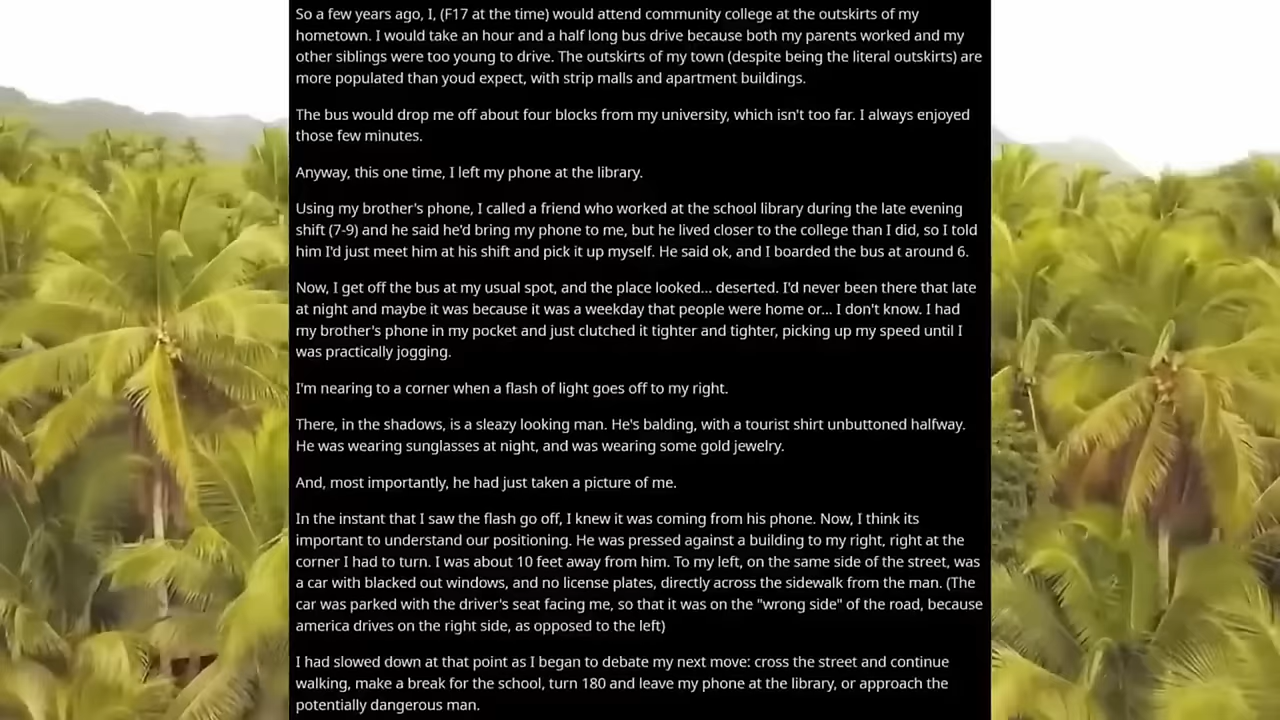 So a few years ago, I, (F17 at the time) would attend community college at the outskirts of my
hometown. I would take an hour and a half long bus drive because both my parents worked and my
other siblings were too young to drive. The outskirts of my town (despite being the literal outskirts) are
more populated than youd expect, with strip malls and apartment buildings.
The bus would drop me off about four blocks from my university, which isn't too far. I always enjoyed
those few minutes.
Anyway, this one time, I left my phone at the library.
Using my brother's phone, I called a friend who worked at the school library during the late evening
shift (7-9) and he said he'd bring my phone to me, but he lived closer to the college than I did, so I told
him I'd just meet him at his shift and pick it up myself. He said ok, and I boarded the bus at around 6.
Now, I get off the bus at my usual spot, and the place looked... deserted. I'd never been there that late
at night and maybe it was because it was a weekday that people were home or... I don't know. I had
my brother's phone in my pocket and just clutched it tighter and tighter, picking up my speed until I
was practically jogging.
I'm nearing to a corner when a flash of light goes off to my right.
There, in the shadows, is a sleazy looking man. He's balding, with a tourist shirt unbuttoned halfway.
He was wearing sunglasses at night, and was wearing some gold jewelry.
And, most importantly, he had just taken a picture of me.
In the instant that I saw the flash go off, I knew it was coming from his phone. Now, I think its
important to understand our positioning. He was pressed against a building to my right, right at the
corner I had to turn. I was about 10 feet away from him. To my left, on the same side of the street, was
a car with blacked out windows, and no license plates, directly across the sidewalk from the man. (The
car was parked with the driver's seat facing me, so that it was on the "wrong side" of the road, because
america drives on the right side, as opposed to the left)
I had slowed down at that point as I began to debate my next move: cross the street and continue
walking, make a break for the school, turn 180 and leave my phone at the library, or approach the
potentially dangerous man.